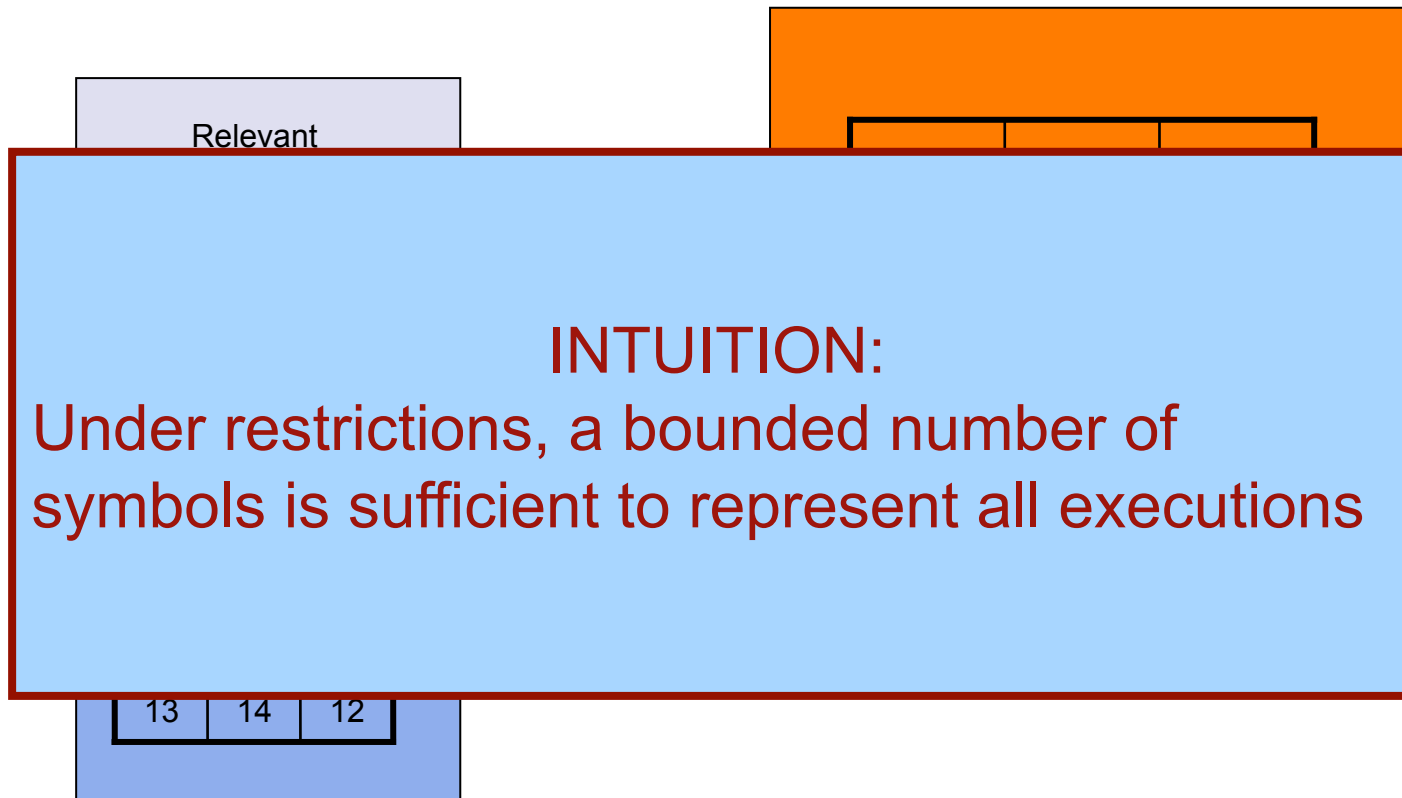 Relevant
INTUITION:
Under restrictions, a bounded number of
symbols is sufficient to represent all executions
13 14 12